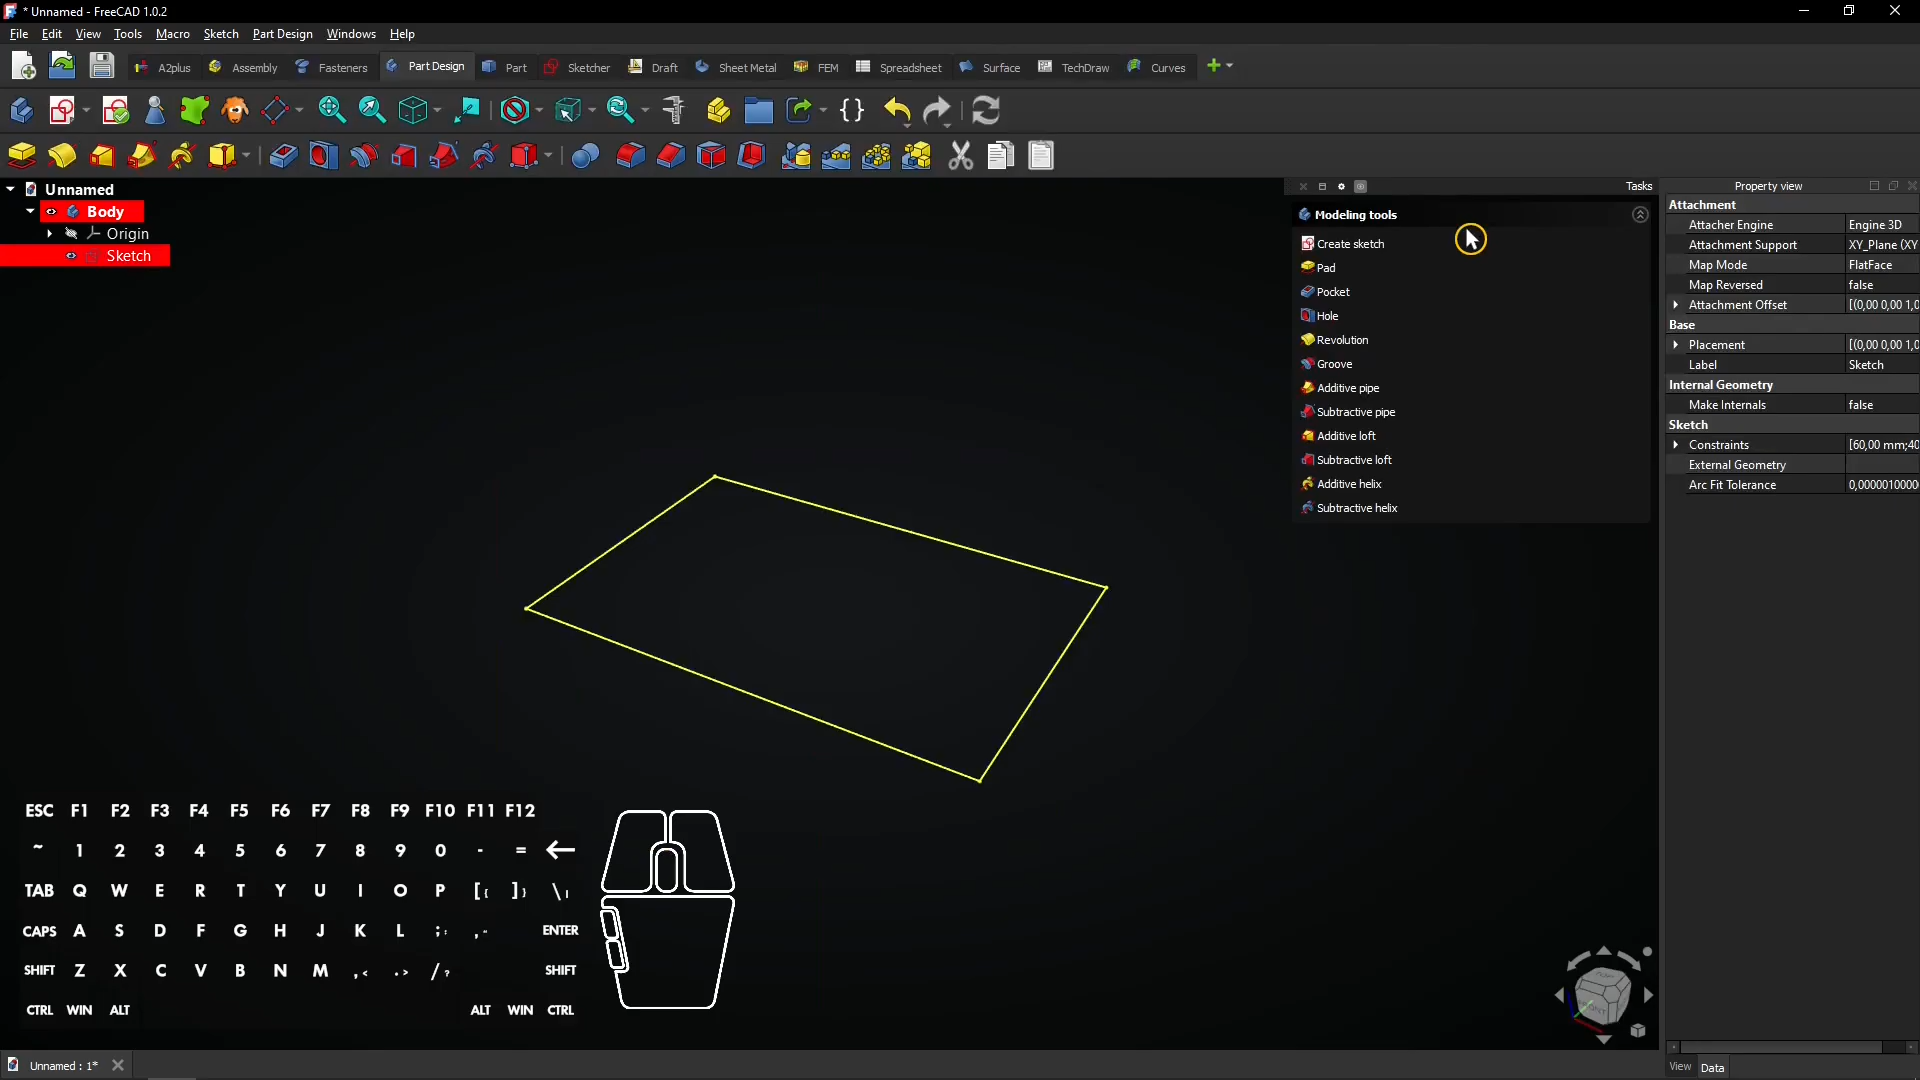 * Unnamed - FreeCAD 1.0.2
File Edit View Tools Macro Sketch Part Design Windows Help
A2plus Assembly Fasteners Part Design Part Sketcher Draft Sheet Metal FEM Spreadsheet Surface TechDraw Curves
Unnamed
Body
Origin
Sketch
Tasks
Modeling tools
Create sketch
Pad
Pocket
Hole
Revolution
Groove
Additive pipe
Subtractive pipe
Additive loft
Subtractive loft
Additive helix
Subtractive helix
Property view
Attachment
Attacher Engine Engine 3D
Attachment Support XY_Plane (XY
Map Mode FlatFace
Map Reversed false
Attachment Offset [(0,00 0,00 1,0
Base
Placement [(0,00 0,00 1,0
Label Sketch
Internal Geometry
Make Internals false
Sketch
Constraints [60,00 mm;40
External Geometry
Arc Fit Tolerance 0,0000010000
ESC F1 F2 F3 F4 F5 F6 F7 F8 F9 F10 F11 F12
~ 1 2 3 4 5 6 7 8 9 0 - =
TAB Q W E R T Y U I O P [{ ]} \|
CAPS A S D F G H J K L ;: ,"
ENTER
SHIFT Z X C V B N M ,< .> /? SHIFT
CTRL WIN ALT ALT WIN CTRL
TOP
FRONT
Unnamed : 1*
View Data